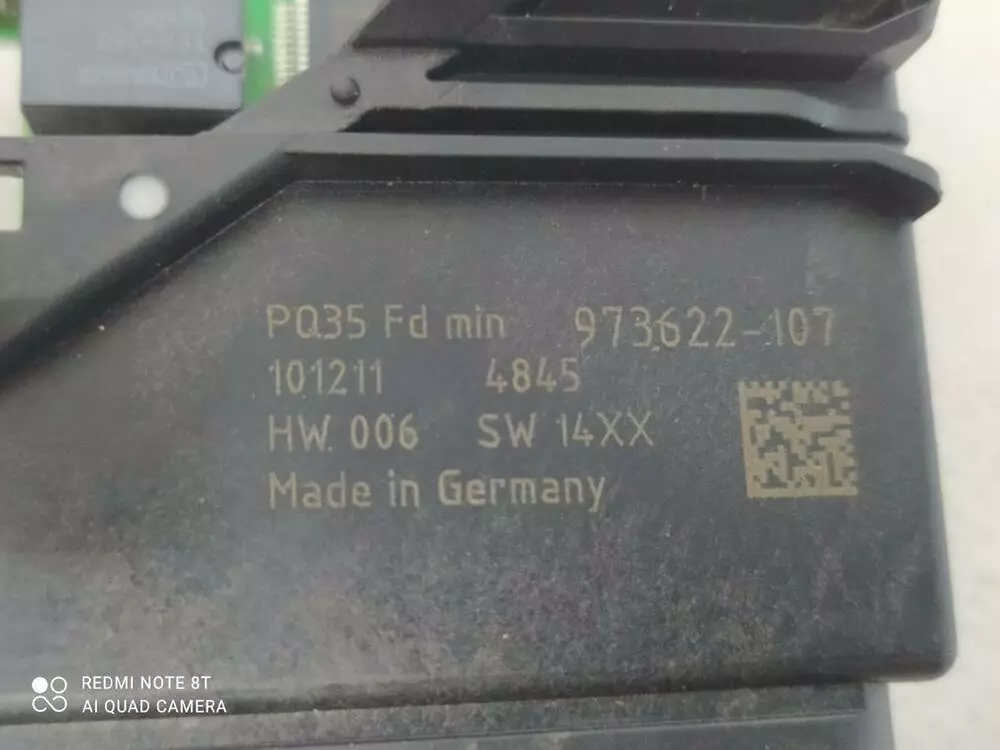 PQ35 Fd min 973622-107
101211 4845
HW. 006 SW 14XX
Made in Germany
REDMI NOTE 8T
AI QUAD CAMERA